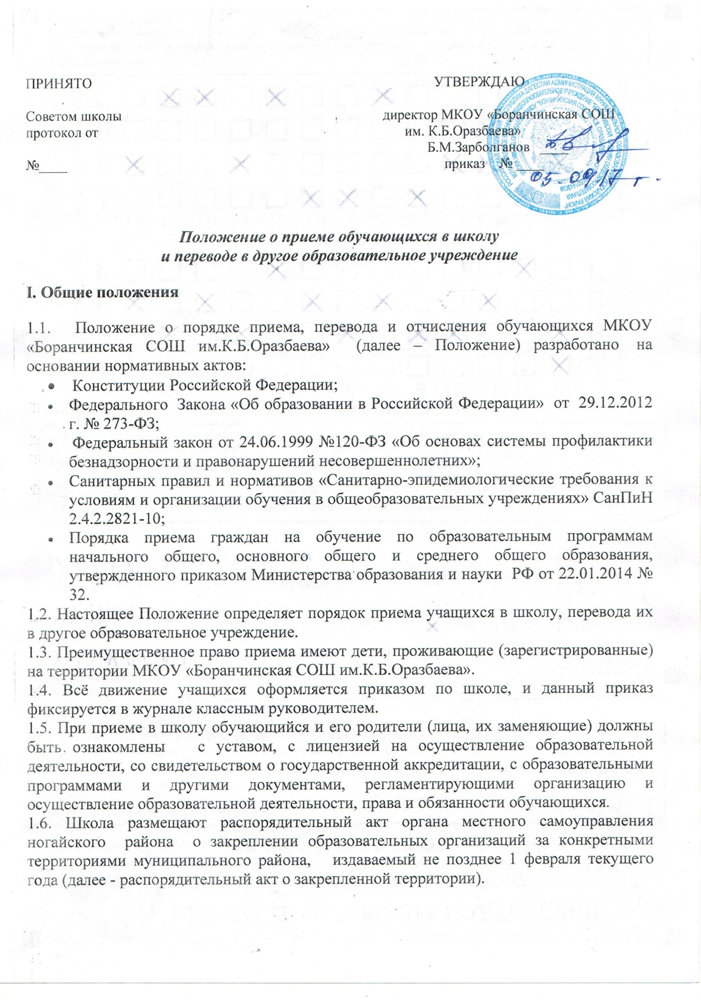 ПРИНЯТО
УТВЕРЖДАЮ
Советом школы
директор МКОУ «Боранчинская СОШ
протокол от
им. К.Б.Оразбаева»
Б.М.Зарболганов ____
№____
приказ № ____
05.09.17 г.
Положение о приеме обучающихся в школу
и переводе в другое образовательное учреждение
I. Общие положения
1.1. Положение о порядке приема, перевода и отчисления обучающихся МКОУ
«Боранчинская СОШ им.К.Б.Оразбаева» (далее – Положение) разработано на
основании нормативных актов:
• Конституции Российской Федерации;
• Федерального Закона «Об образовании в Российской Федерации» от 29.12.2012
г. № 273-ФЗ;
• Федеральный закон от 24.06.1999 №120-ФЗ «Об основах системы профилактики
безнадзорности и правонарушений несовершеннолетних»;
• Санитарных правил и нормативов «Санитарно-эпидемиологические требования к
условиям и организации обучения в общеобразовательных учреждениях» СанПиН
2.4.2.2821-10;
• Порядка приема граждан на обучение по образовательным программам
начального общего, основного общего и среднего общего образования,
утвержденного приказом Министерства образования и науки РФ от 22.01.2014 №
32.
1.2. Настоящее Положение определяет порядок приема учащихся в школу, перевода их
в другое образовательное учреждение.
1.3. Преимущественное право приема имеют дети, проживающие (зарегистрированные)
на территории МКОУ «Боранчинская СОШ им.К.Б.Оразбаева».
1.4. Всё движение учащихся оформляется приказом по школе, и данный приказ
фиксируется в журнале классным руководителем.
1.5. При приеме в школу обучающийся и его родители (лица, их заменяющие) должны
быть ознакомлены с уставом, с лицензией на осуществление образовательной
деятельности, со свидетельством о государственной аккредитации, с образовательными
программами и другими документами, регламентирующими организацию и
осуществление образовательной деятельности, права и обязанности обучающихся.
1.6. Школа размещают распорядительный акт органа местного самоуправления
ногайского района о закреплении образовательных организаций за конкретными
территориями муниципального района, издаваемый не позднее 1 февраля текущего
года (далее - распорядительный акт о закрепленной территории).